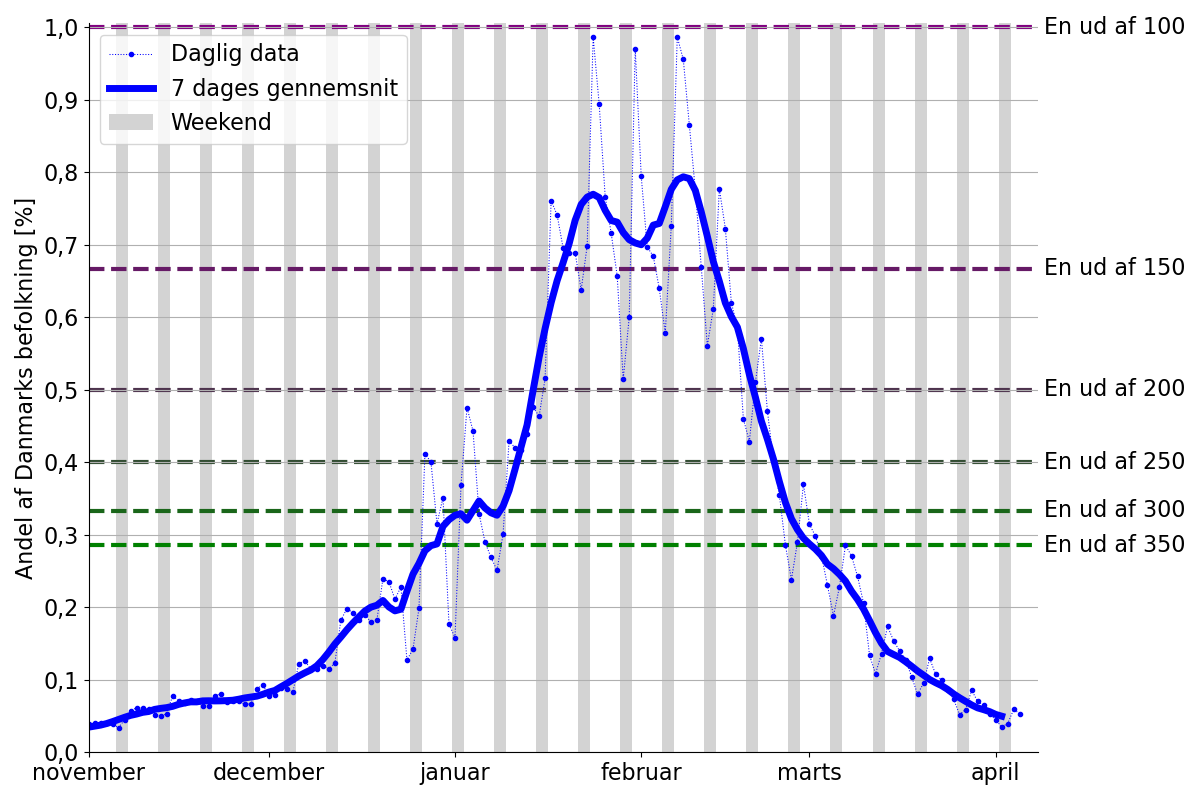 Andel af Danmarks befolkning [%]
1,0
0,9
0,8
0,7
0,6
0,5
0,4
0,3
0,2
0,1
0,0
Daglig data
7 dages gennemsnit
Weekend
En ud af 100
En ud af 150
En ud af 200
En ud af 250
En ud af 300
En ud af 350
november december januar februar marts april